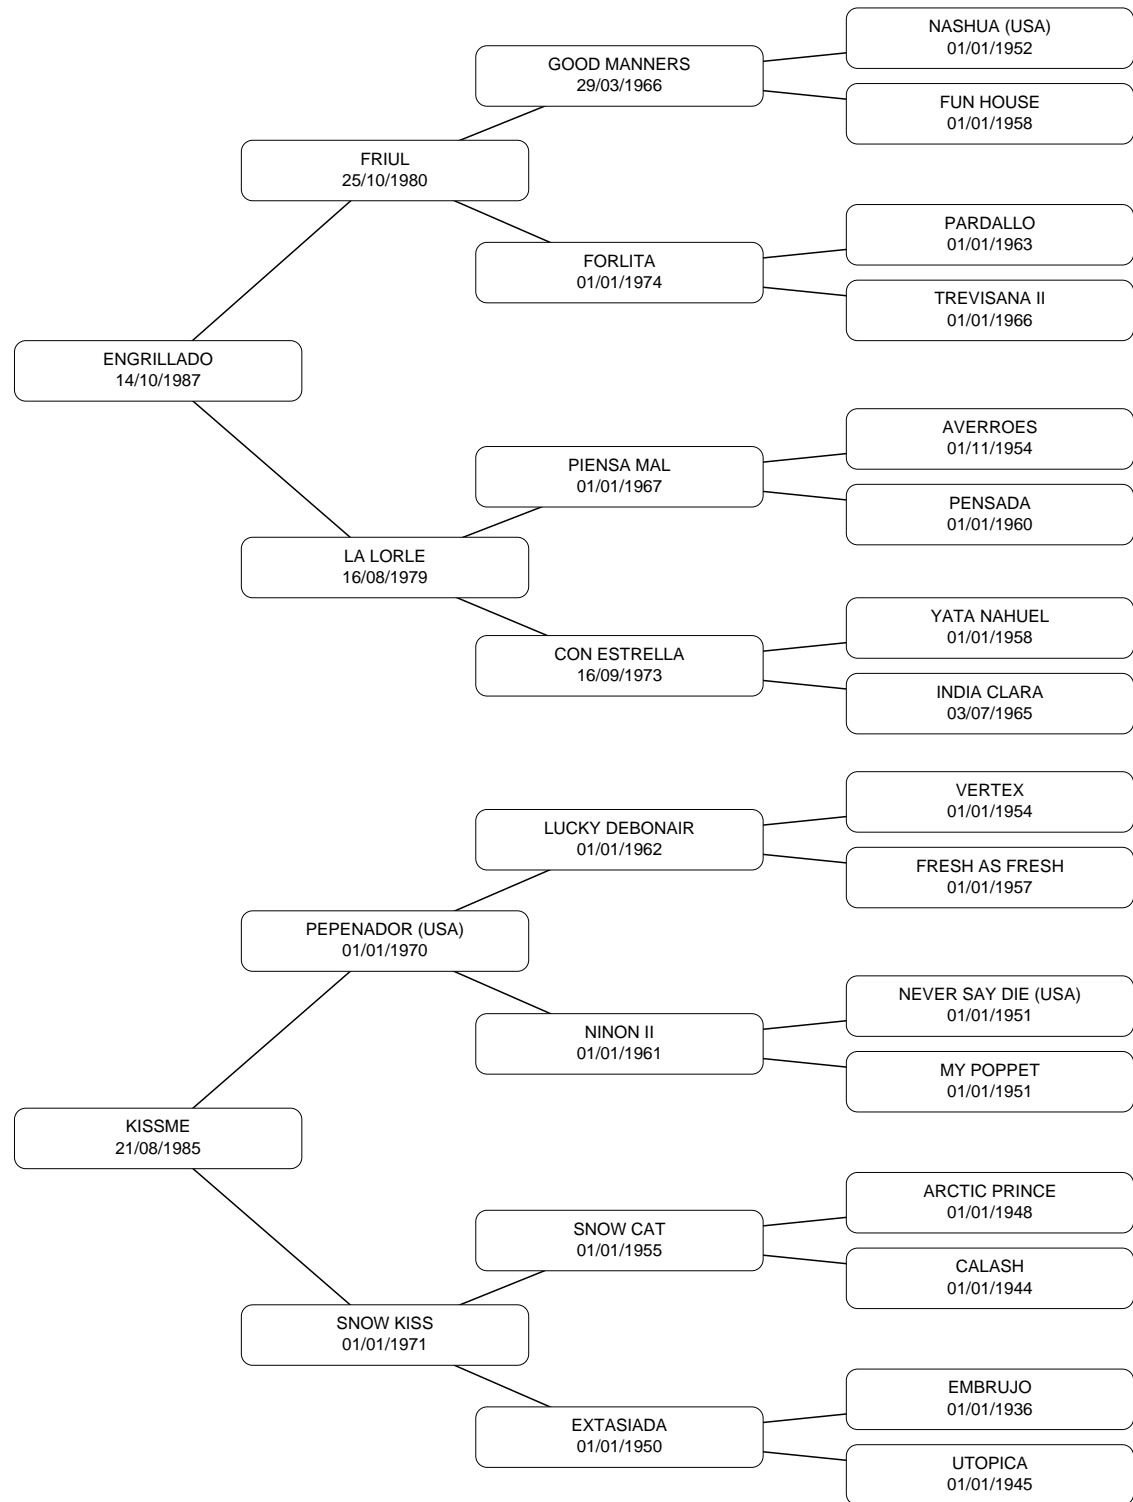 NASHUA (USA)
01/01/1952
GOOD MANNERS
29/03/1966
FUN HOUSE
01/01/1958
FRIUL
25/10/1980
PARDALLO
01/01/1963
FORLITA
01/01/1974
TREVISANA II
01/01/1966
ENGRILLADO
14/10/1987
AVERROES
01/11/1954
PIENSA MAL
01/01/1967
PENSADA
01/01/1960
LA LORLE
16/08/1979
YATA NAHUEL
01/01/1958
CON ESTRELLA
16/09/1973
INDIA CLARA
03/07/1965
VERTEX
01/01/1954
LUCKY DEBONAIR
01/01/1962
FRESH AS FRESH
01/01/1957
PEPENADOR (USA)
01/01/1970
NEVER SAY DIE (USA)
01/01/1951
NINON II
01/01/1961
MY POPPET
01/01/1951
KISSME
21/08/1985
ARCTIC PRINCE
01/01/1948
SNOW CAT
01/01/1955
CALASH
01/01/1944
SNOW KISS
01/01/1971
EMBRUJO
01/01/1936
EXTASIADA
01/01/1950
UTOPICA
01/01/1945